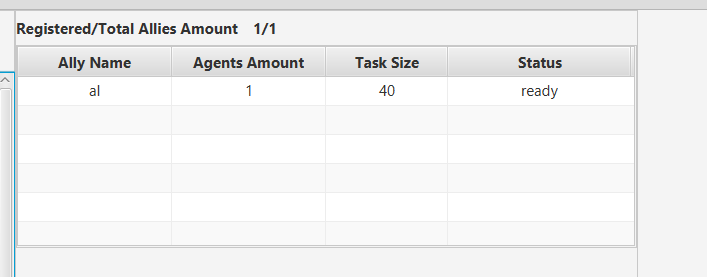 Registered/Total Allies Amount 1/1
Ally Name Agents Amount Task Size Status
al 1 40 ready